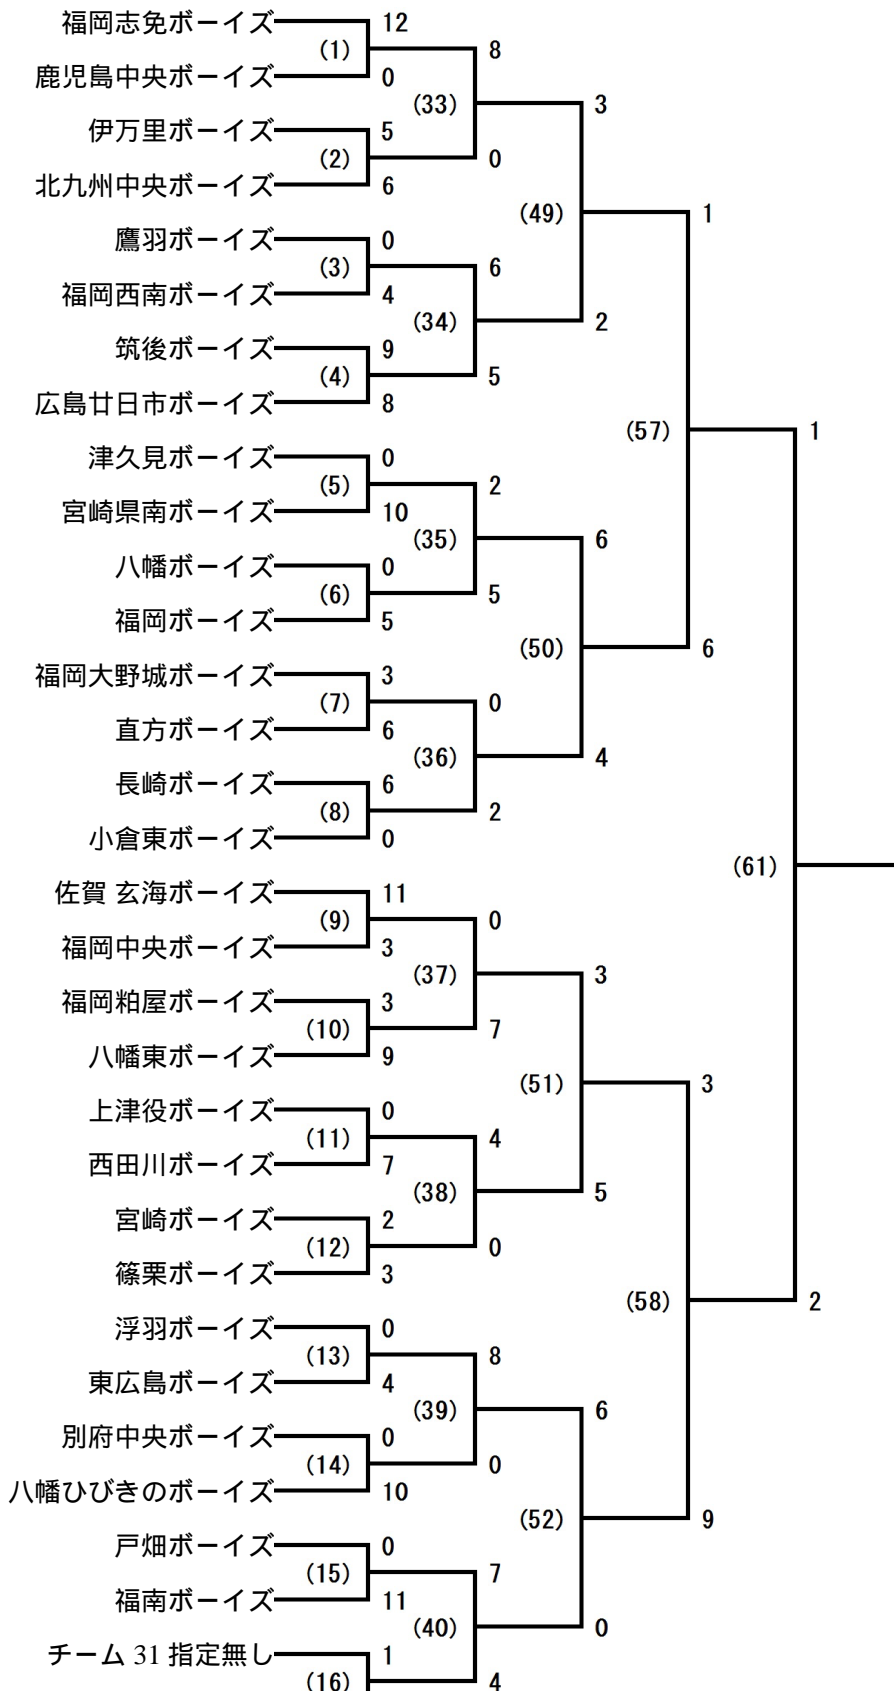 福岡志免ボーイズ 12
(1) 8
鹿児島中央ボーイズ 0
(33) 3
伊万里ボーイズ 5
(2) 0
北九州中央ボーイズ 6
(49) 1
鷹羽ボーイズ 0
(3) 6
福岡西南ボーイズ 4
(34) 2
筑後ボーイズ 9
(4) 5
広島廿日市ボーイズ 8
(57) 1
津久見ボーイズ 0
(5) 2
宮崎県南ボーイズ 10
(35) 6
八幡ボーイズ 0
(6) 5
福岡ボーイズ 5
(50) 6
福岡大野城ボーイズ 3
(7) 0
直方ボーイズ 6
(36) 4
長崎ボーイズ 6
(8) 2
小倉東ボーイズ 0
(61)
佐賀 玄海ボーイズ 11
(9) 0
福岡中央ボーイズ 3
(37) 3
福岡粕屋ボーイズ 3
(10) 7
八幡東ボーイズ 9
(51) 3
上津役ボーイズ 0
(11) 4
西田川ボーイズ 7
(38) 5
宮崎ボーイズ 2
(12) 0
篠栗ボーイズ 3
(58) 2
浮羽ボーイズ 0
(13) 8
東広島ボーイズ 4
(39) 6
別府中央ボーイズ 0
(14) 0
八幡ひびきのボーイズ 10
(52) 9
戸畑ボーイズ 0
(15) 7
福南ボーイズ 11
(40) 0
チーム 31 指定無し 1
(16) 4